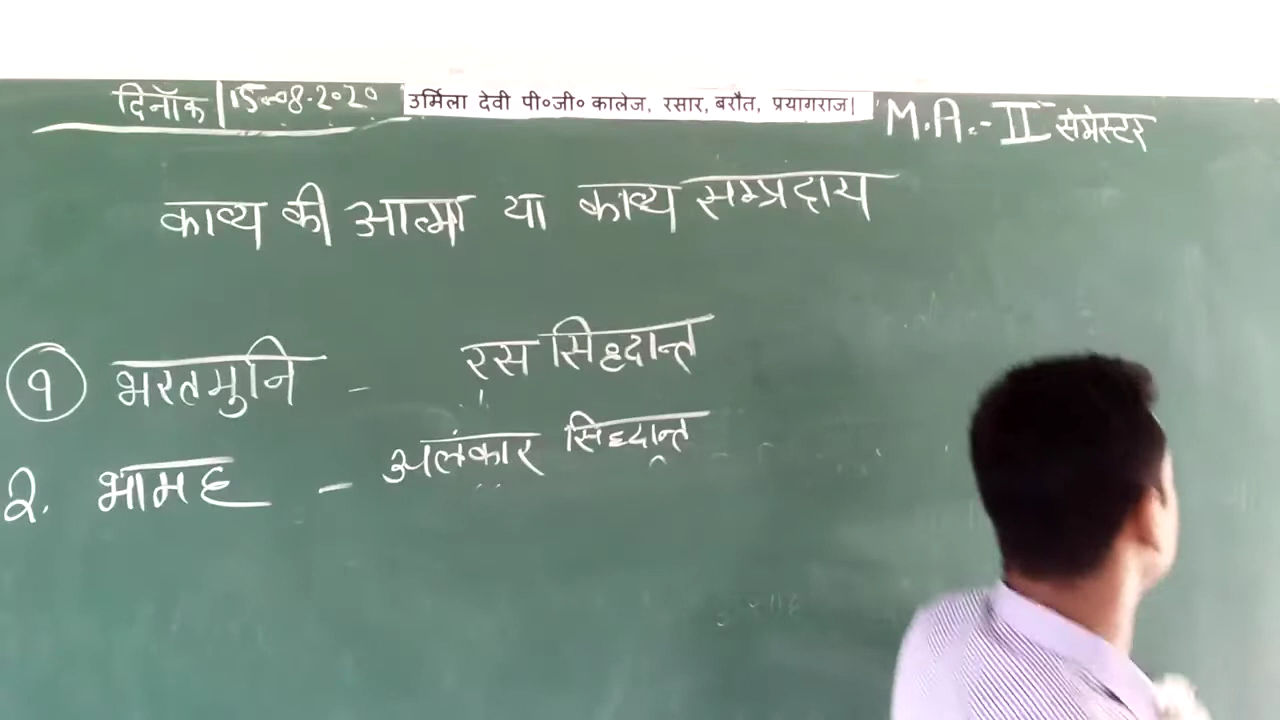 दिनॉक | 15-08-2020 उर्मिला देवी पी०जी० कालेज, रसार, बरौत, प्रयागराज। M.A.- II सेमेस्टर
काव्य की आत्मा या काव्य सम्प्रदाय
१ भरतमुनि - रस सिद्धान्त
२. भामह - अलंकार सिद्धान्त